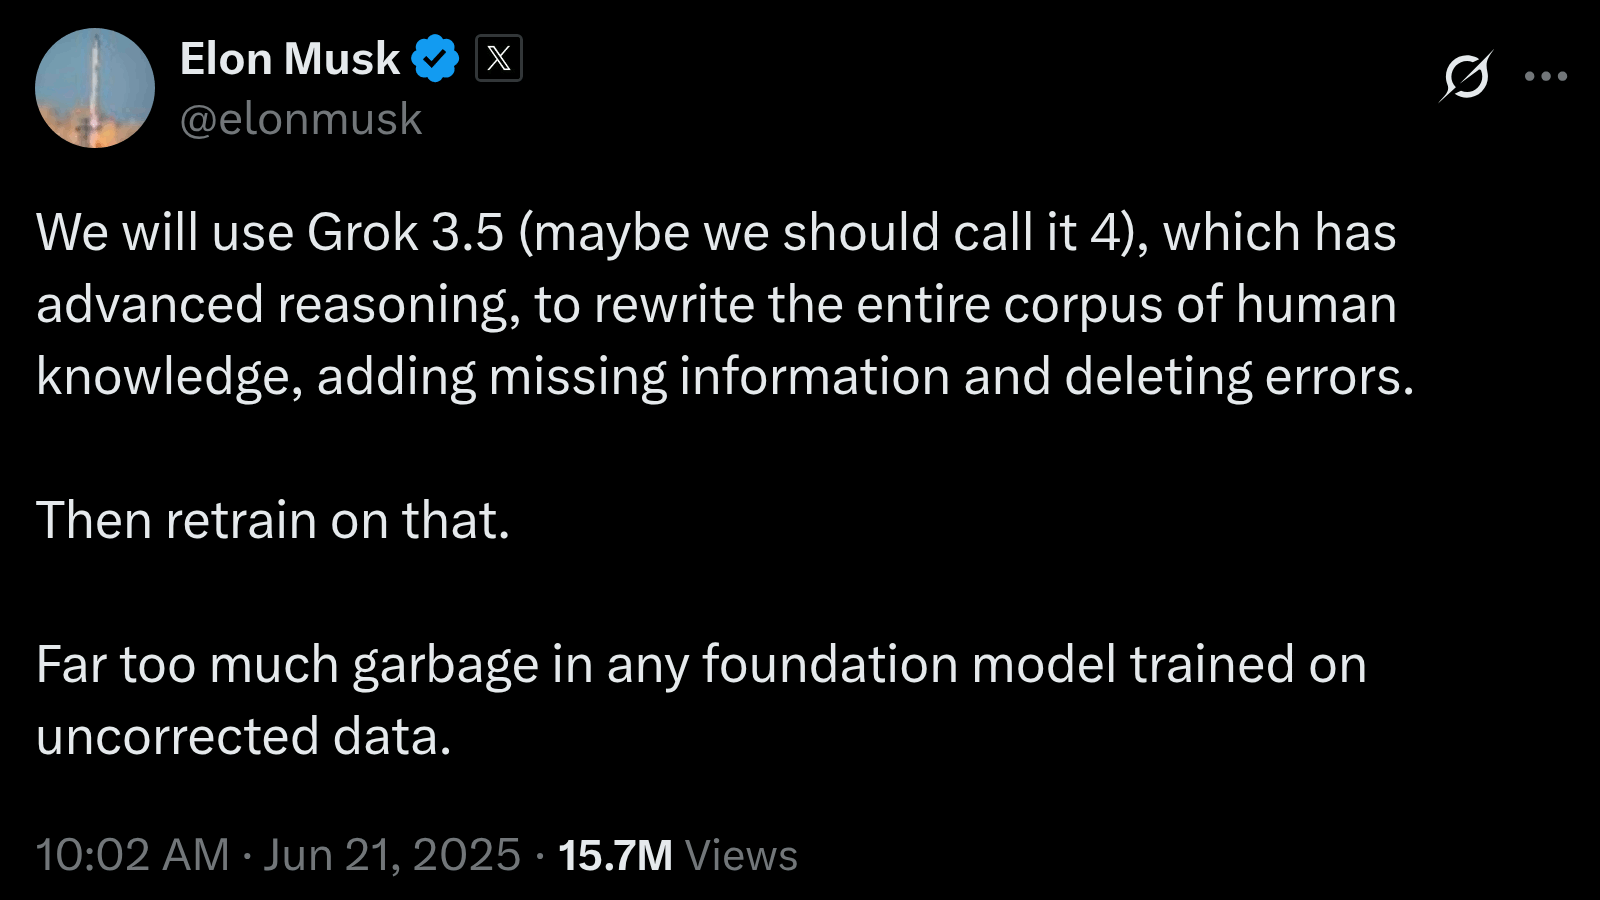 Elon Musk
@elonmusk
We will use Grok 3.5 (maybe we should call it 4), which has
advanced reasoning, to rewrite the entire corpus of human
knowledge, adding missing information and deleting errors.
Then retrain on that.
Far too much garbage in any foundation model trained on
uncorrected data.
10:02 AM · Jun 21, 2025 · 15.7M Views